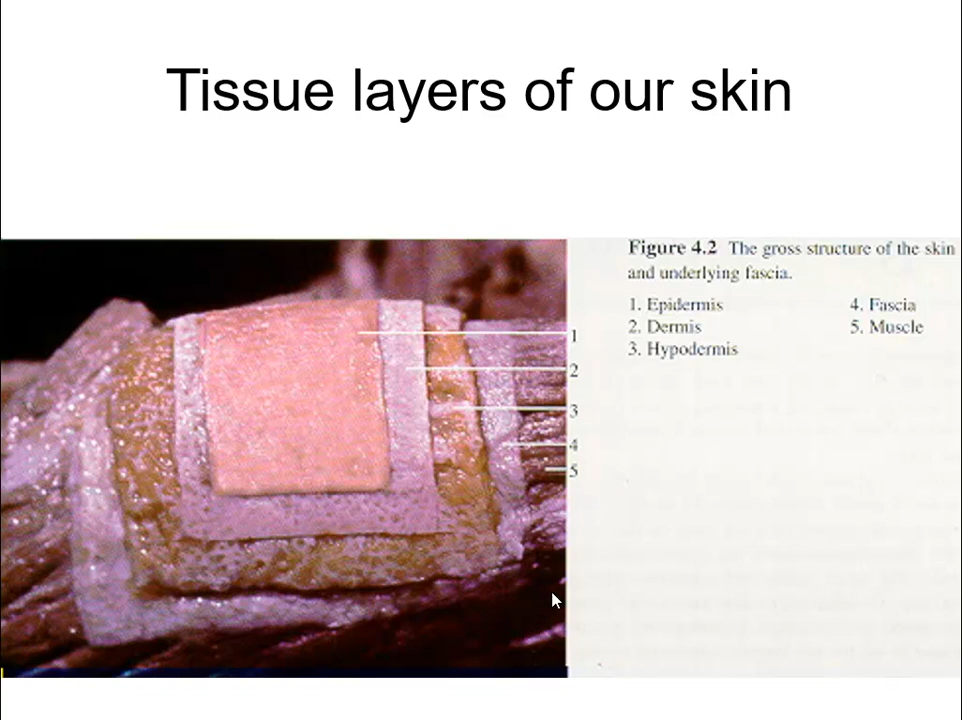 Tissue layers of our skin
Figure 4.2 The gross structure of the skin
and underlying fascia.
1. Epidermis 4. Fascia
2. Dermis 5. Muscle
3. Hypodermis
1
2
3
4
5